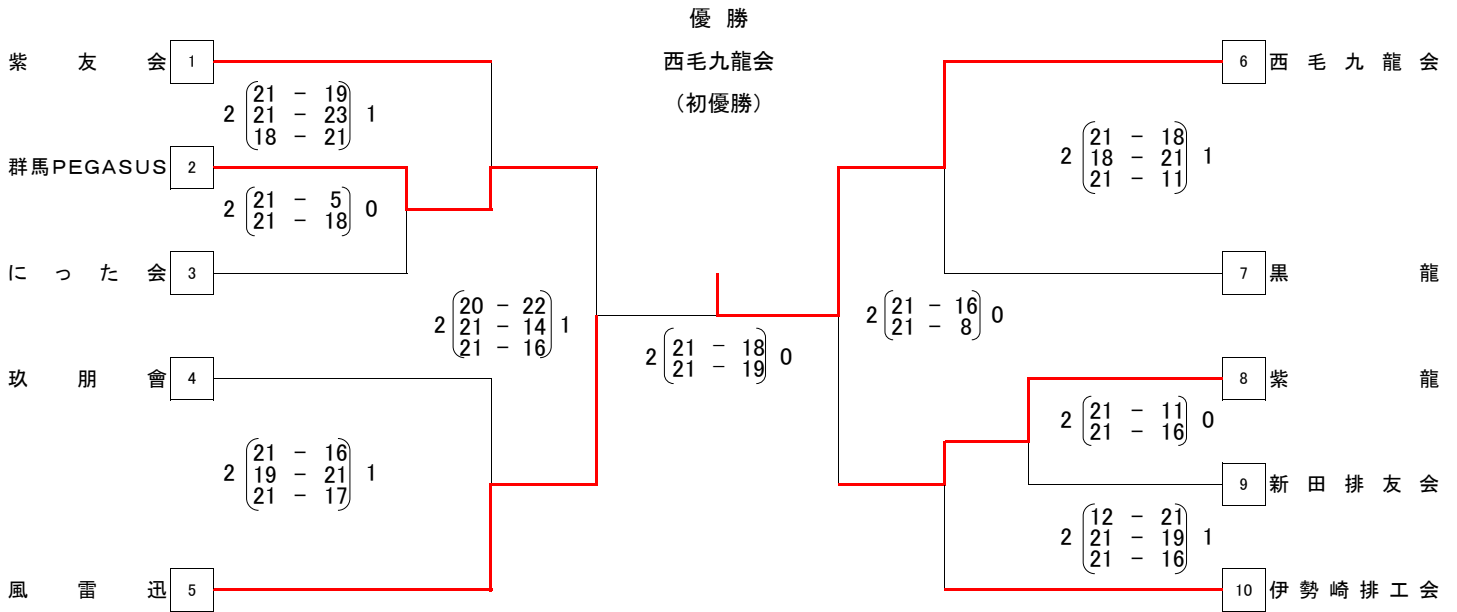 優 勝
西毛九龍会
（初優勝）
紫 友 会 1
2 21 － 19 1
21 － 23
18 － 21
群馬PEGASUS 2
2 21 － 5 0
21 － 18
に っ た 会 3
2 20 － 22 1
21 － 14
21 － 16
玖 朋 會 4
2 21 － 16 1
19 － 21
21 － 17
風 雷 迅 5
2 21 － 18 0
21 － 19
6 西 毛 九 龍 会
2 21 － 18 1
18 － 21
21 － 11
7 黒 龍
2 21 － 16 0
21 － 8
8 紫 龍
2 21 － 11 0
21 － 16
9 新 田 排 友 会
2 12 － 21 1
21 － 19
21 － 16
10 伊 勢 崎 排 工 会